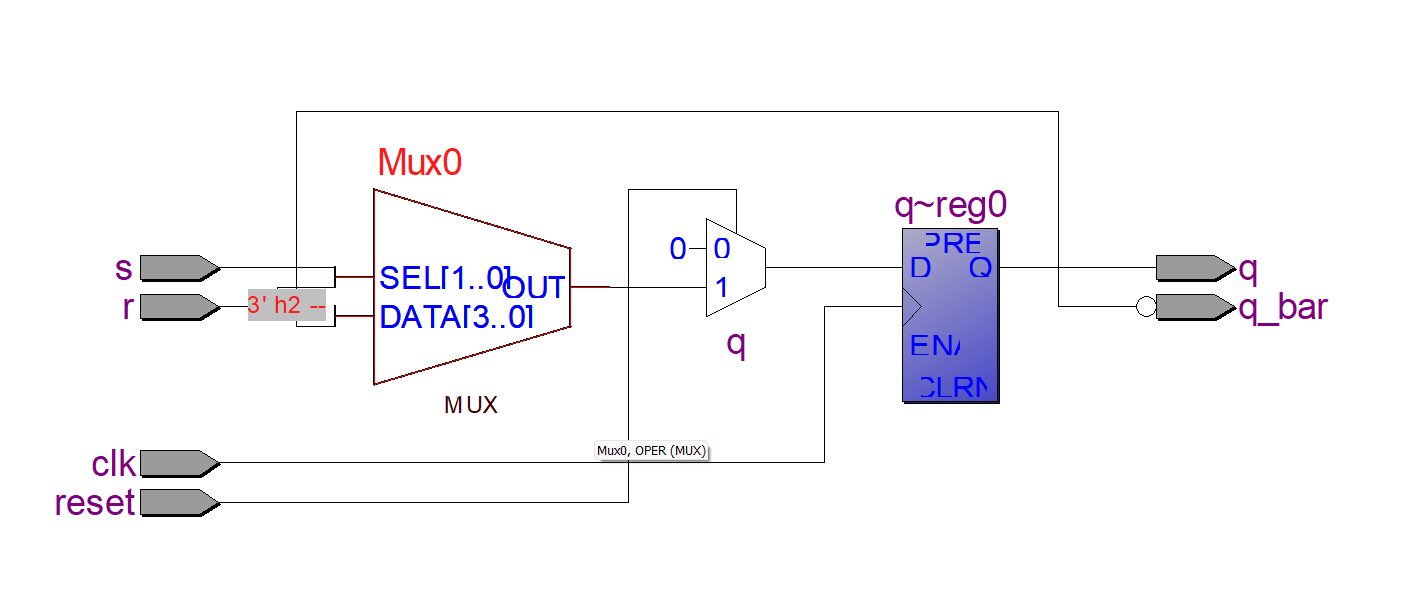 Mux0
q~reg0
PRE
0 0
s
SEL[1..0]
OUT
D Q
q
r
3' h2 --
DATA[3..0]
1
q_bar
q
ENA
CLRN
MUX
Mux0, OPER (MUX)
clk
reset